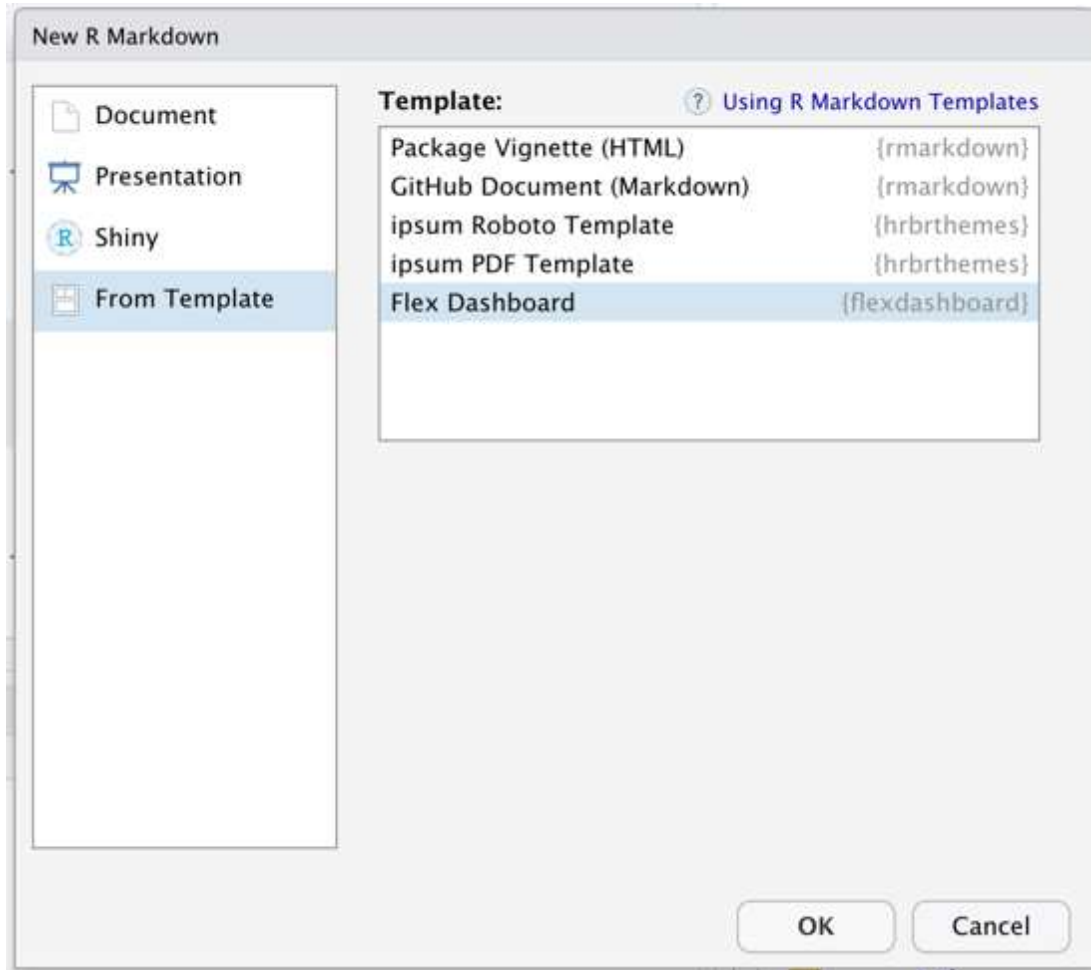 New R Markdown
Document
Presentation
R Shiny
From Template
Template: ? Using R Markdown Templates
Package Vignette (HTML) {rmarkdown}
GitHub Document (Markdown) {rmarkdown}
ipsum Roboto Template {hrbrthemes}
ipsum PDF Template {hrbrthemes}
Flex Dashboard {flexdashboard}
OK Cancel